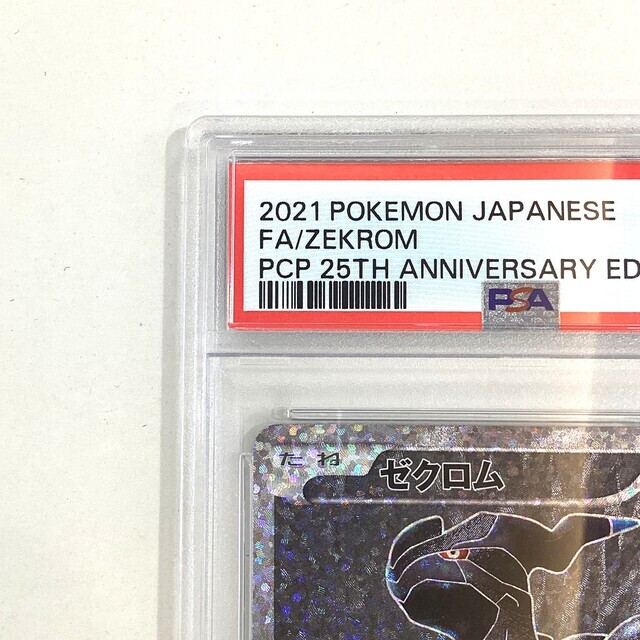 2021 POKEMON JAPANESE
FA/ZEKROM
PCP 25TH ANNIVERSARY ED
PSA
たね
ゼクロム